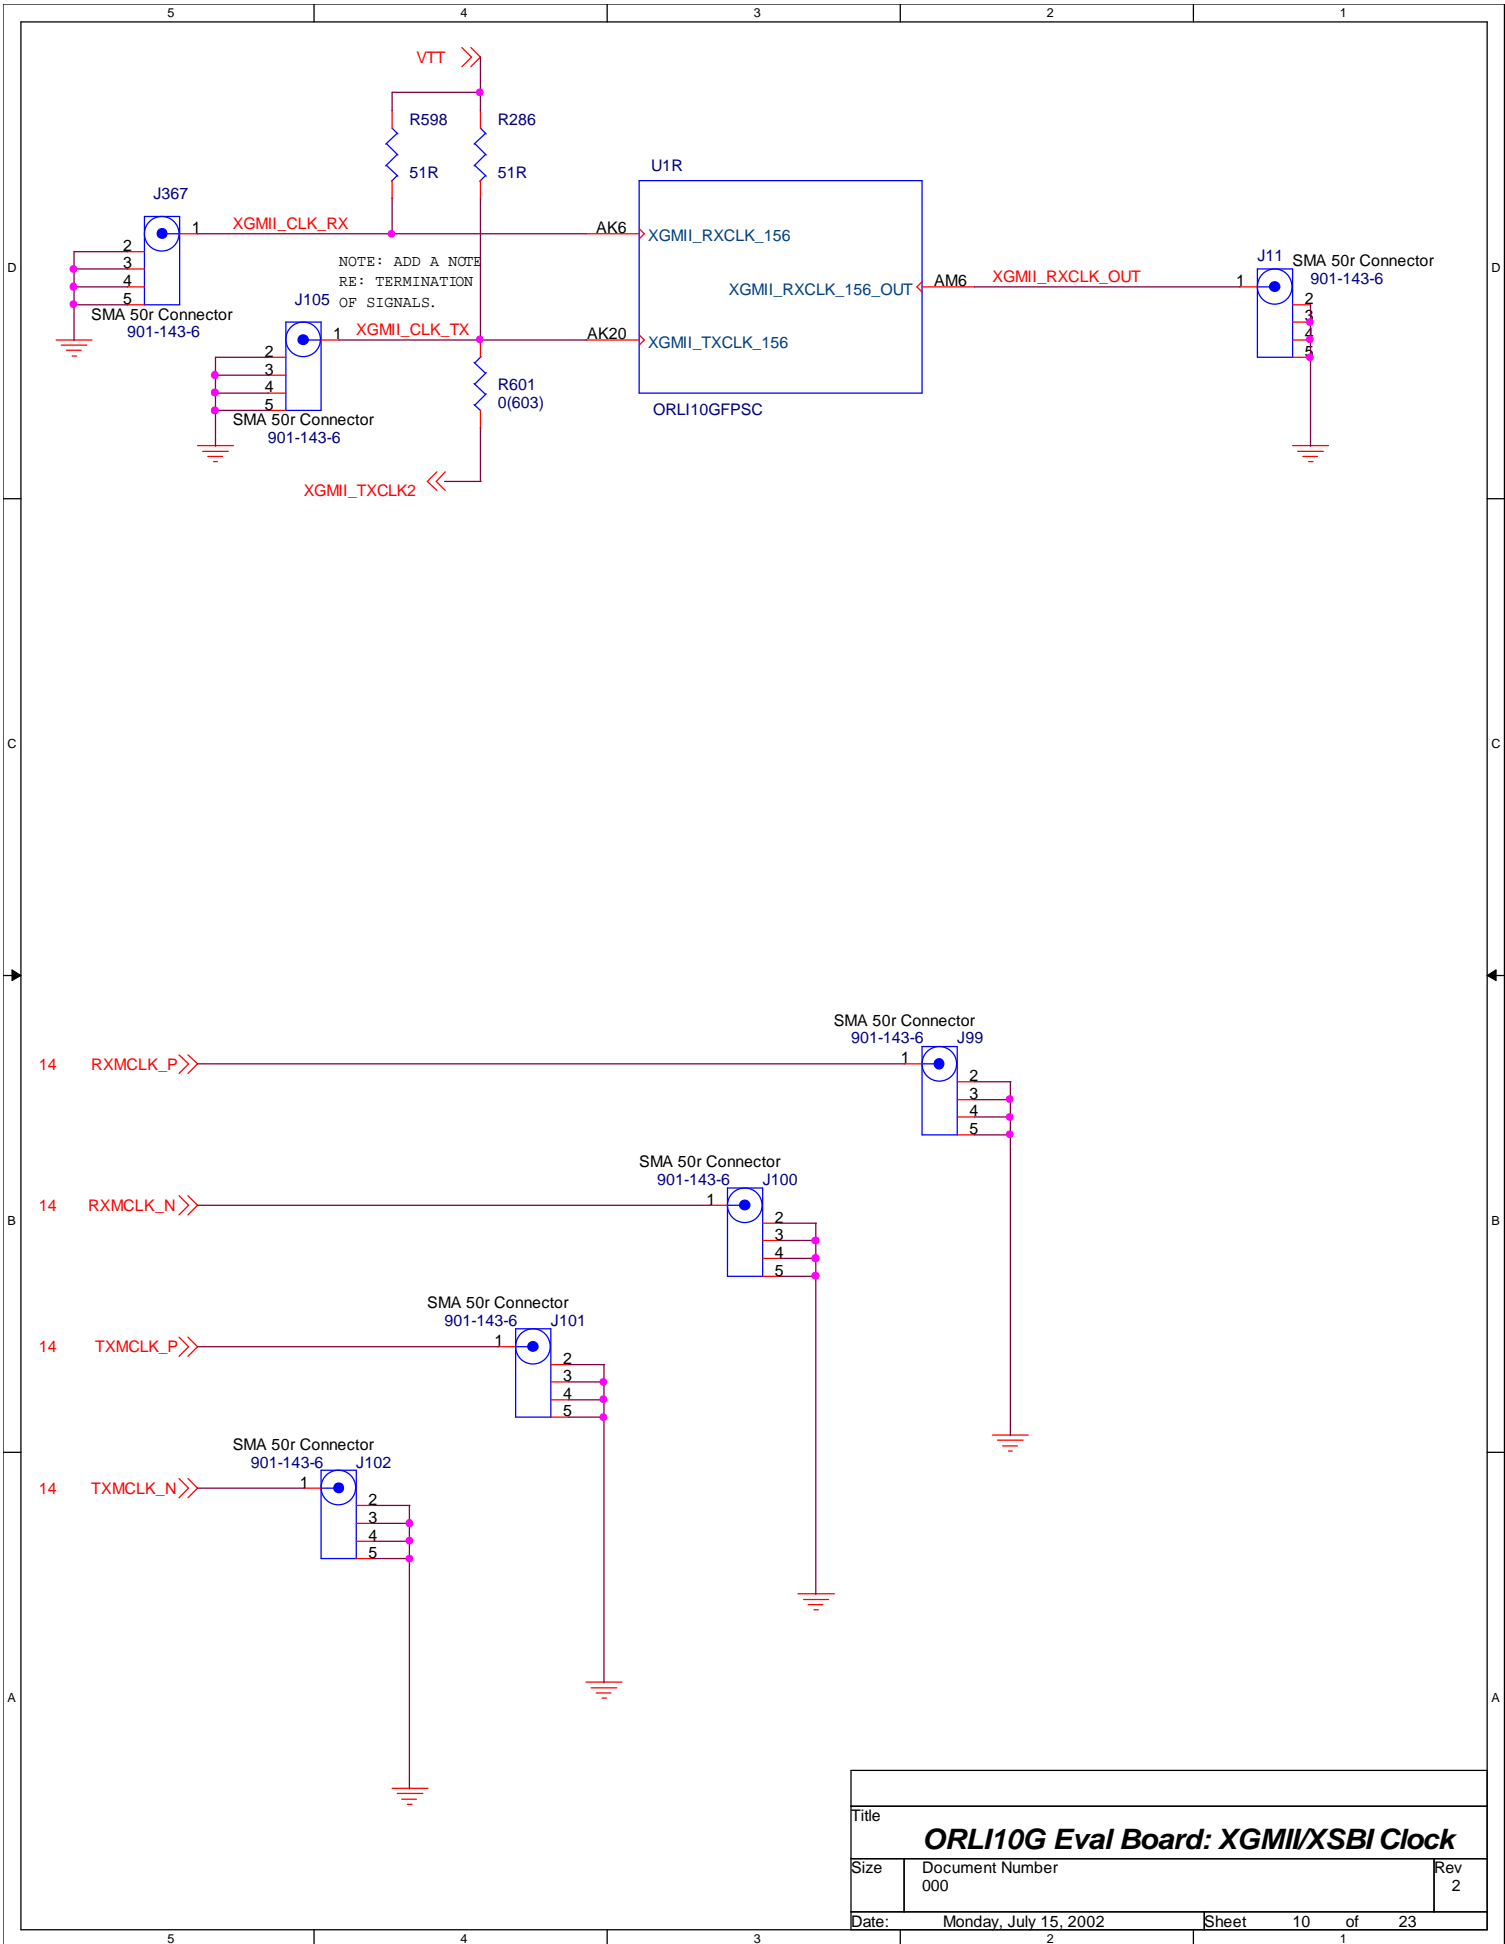 5 4 3 2 1
VTT
R598 R286
51R 51R
U1R
J367
1 XGMII_CLK_RX AK6 XGMII_RXCLK_156
2
3
4
5
SMA 50r Connector
901-143-6
NOTE: ADD A NOTE
RE: TERMINATION
OF SIGNALS.
D D
XGMII_RXCLK_156_OUT AM6 XGMII_RXCLK_OUT 1
J11 SMA 50r Connector
901-143-6
2
3
4
5
J105
1 XGMII_CLK_TX AK20 XGMII_TXCLK_156
2
3
4
5
SMA 50r Connector
901-143-6
R601
0(603)
ORLI10GFPSC
XGMII_TXCLK2
C C
SMA 50r Connector
901-143-6 J99
14 RXMCLK_P 1
2
3
4
5
SMA 50r Connector
901-143-6 J100
14 RXMCLK_N 1
2
3
4
5
B B
SMA 50r Connector
901-143-6 J101
14 TXMCLK_P 1
2
3
4
5
SMA 50r Connector
901-143-6 J102
14 TXMCLK_N 1
2
3
4
5
A A
Title
ORLI10G Eval Board: XGMII/XSBI Clock
Size Document Number Rev
000 2
Date: Monday, July 15, 2002 Sheet 10 of 23
5 4 3 2 1